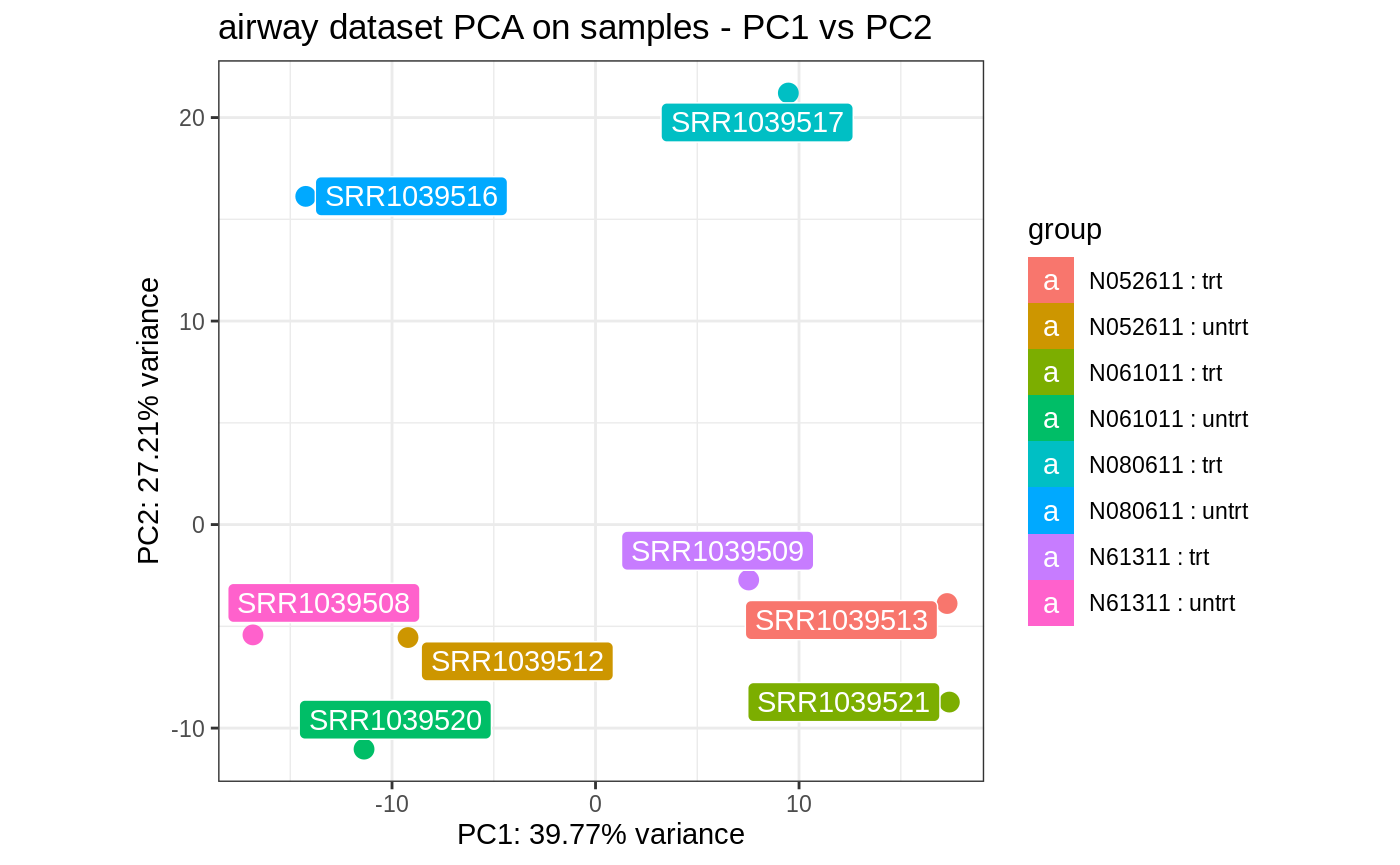 airway dataset PCA on samples - PC1 vs PC2
20
10
0
-10
PC2: 27.21% variance
SRR1039517
SRR1039516
SRR1039509
SRR1039508
SRR1039513
SRR1039512
SRR1039521
SRR1039520
-10
0
10
PC1: 39.77% variance
group
a N052611 : trt
a N052611 : untrt
a N061011 : trt
a N061011 : untrt
a N080611 : trt
a N080611 : untrt
a N61311 : trt
a N61311 : untrt